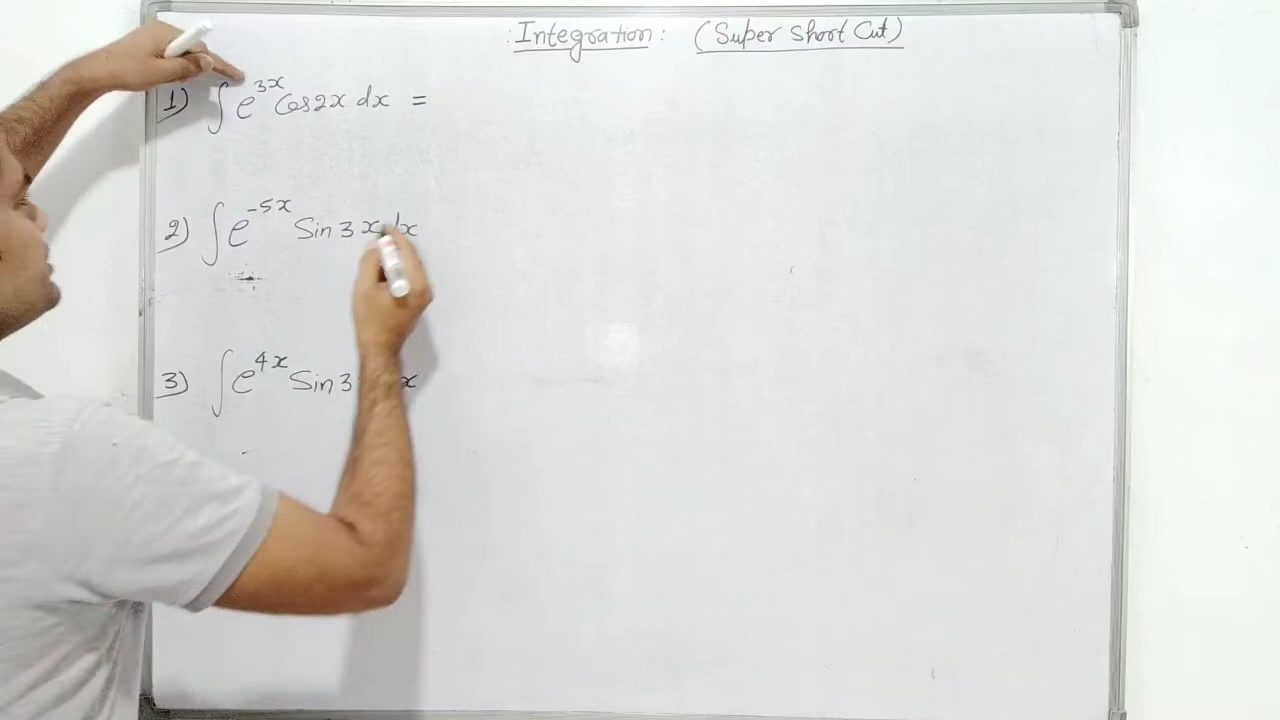 : Integration : (Super Short Cut)
1) ∫ e^{3x} Cos2x dx =
2) ∫ e^{-5x} Sin 3x dx
3) ∫ e^{4x} Sin 3 x